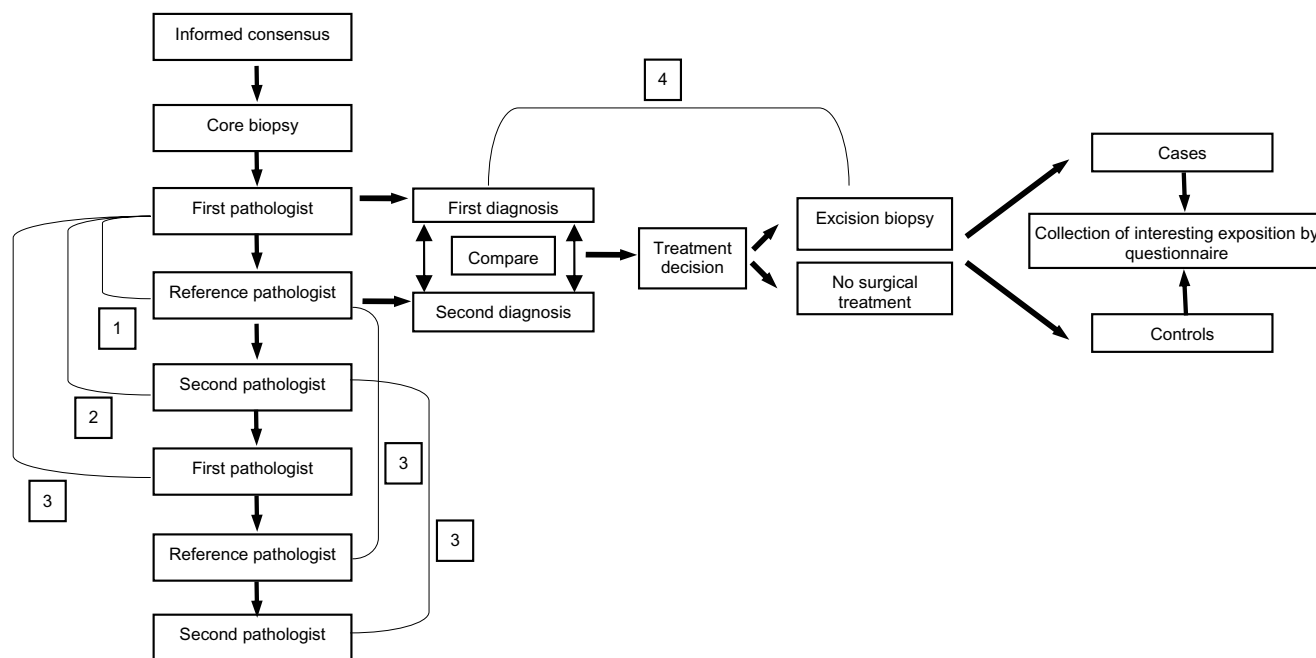 Informed consensus
4
Core biopsy
Cases
First pathologist
First diagnosis
Excision biopsy
Collection of interesting exposition by
questionnaire
Compare
Treatment
decision
Reference pathologist
Second diagnosis
No surgical
treatment
1
Controls
Second pathologist
2
First pathologist
3
3
Reference pathologist
3
Second pathologist